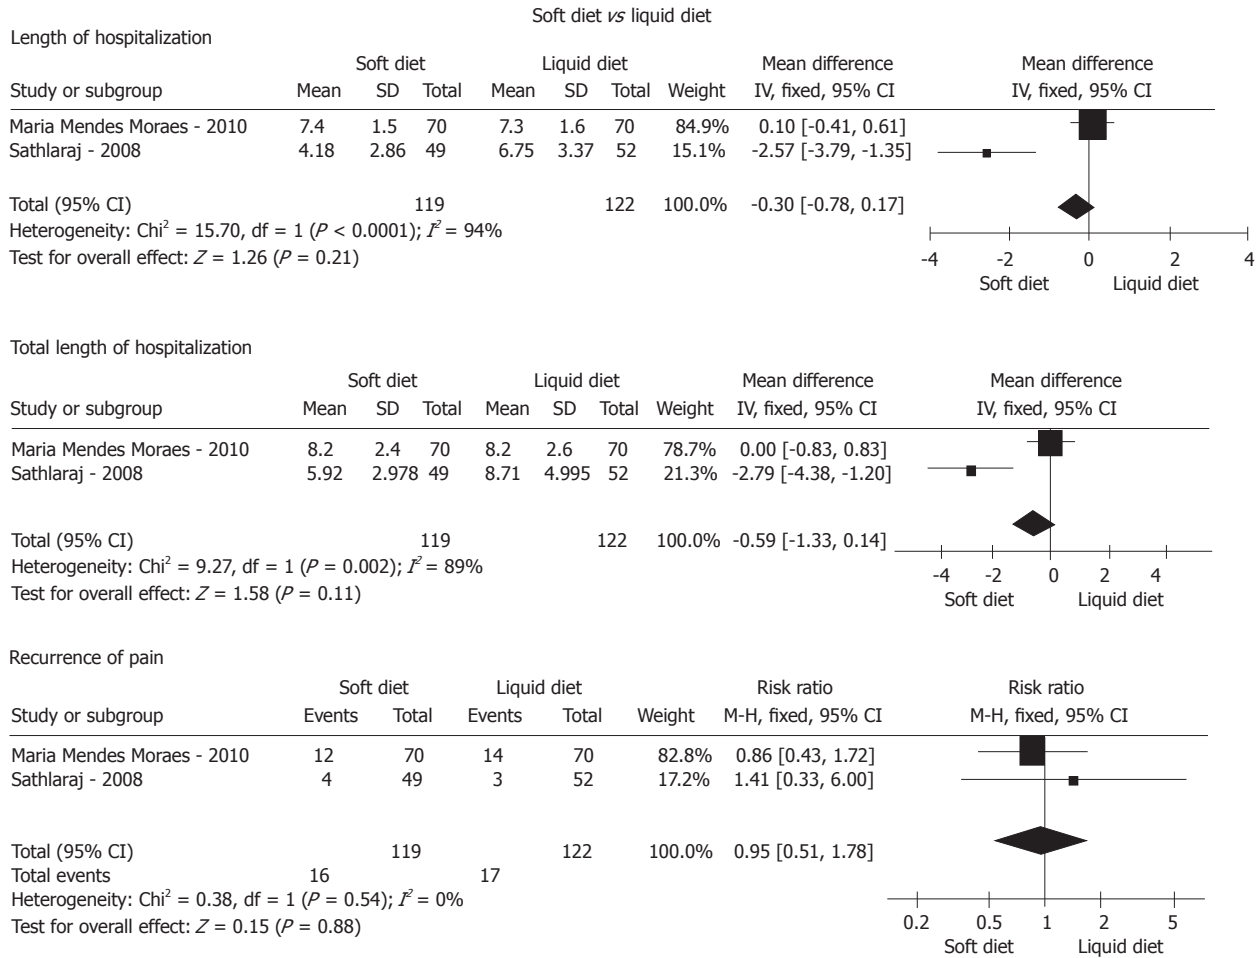 Soft diet vs liquid diet
Length of hospitalization
Soft diet Liquid diet Mean difference Mean difference
Study or subgroup Mean SD Total Mean SD Total Weight IV, fixed, 95% CI IV, fixed, 95% CI
Maria Mendes Moraes - 2010 7.4 1.5 70 7.3 1.6 70 84.9% 0.10 [-0.41, 0.61]
Sathlaraj - 2008 4.18 2.86 49 6.75 3.37 52 15.1% -2.57 [-3.79, -1.35]
Total (95% CI) 119 122 100.0% -0.30 [-0.78, 0.17]
Heterogeneity: Chi² = 15.70, df = 1 (P < 0.0001); I² = 94%
Test for overall effect: Z = 1.26 (P = 0.21)
-4 -2 0 2 4
Soft diet Liquid diet
Total length of hospitalization
Soft diet Liquid diet Mean difference Mean difference
Study or subgroup Mean SD Total Mean SD Total Weight IV, fixed, 95% CI IV, fixed, 95% CI
Maria Mendes Moraes - 2010 8.2 2.4 70 8.2 2.6 70 78.7% 0.00 [-0.83, 0.83]
Sathlaraj - 2008 5.92 2.978 49 8.71 4.995 52 21.3% -2.79 [-4.38, -1.20]
Total (95% CI) 119 122 100.0% -0.59 [-1.33, 0.14]
Heterogeneity: Chi² = 9.27, df = 1 (P = 0.002); I² = 89%
Test for overall effect: Z = 1.58 (P = 0.11)
-4 -2 0 2 4
Soft diet Liquid diet
Recurrence of pain
Soft diet Liquid diet Risk ratio Risk ratio
Study or subgroup Events Total Events Total Weight M-H, fixed, 95% CI M-H, fixed, 95% CI
Maria Mendes Moraes - 2010 12 70 14 70 82.8% 0.86 [0.43, 1.72]
Sathlaraj - 2008 4 49 3 52 17.2% 1.41 [0.33, 6.00]
Total (95% CI) 119 122 100.0% 0.95 [0.51, 1.78]
Total events 16 17
Heterogeneity: Chi² = 0.38, df = 1 (P = 0.54); I² = 0%
Test for overall effect: Z = 0.15 (P = 0.88)
0.2 0.5 1 2 5
Soft diet Liquid diet